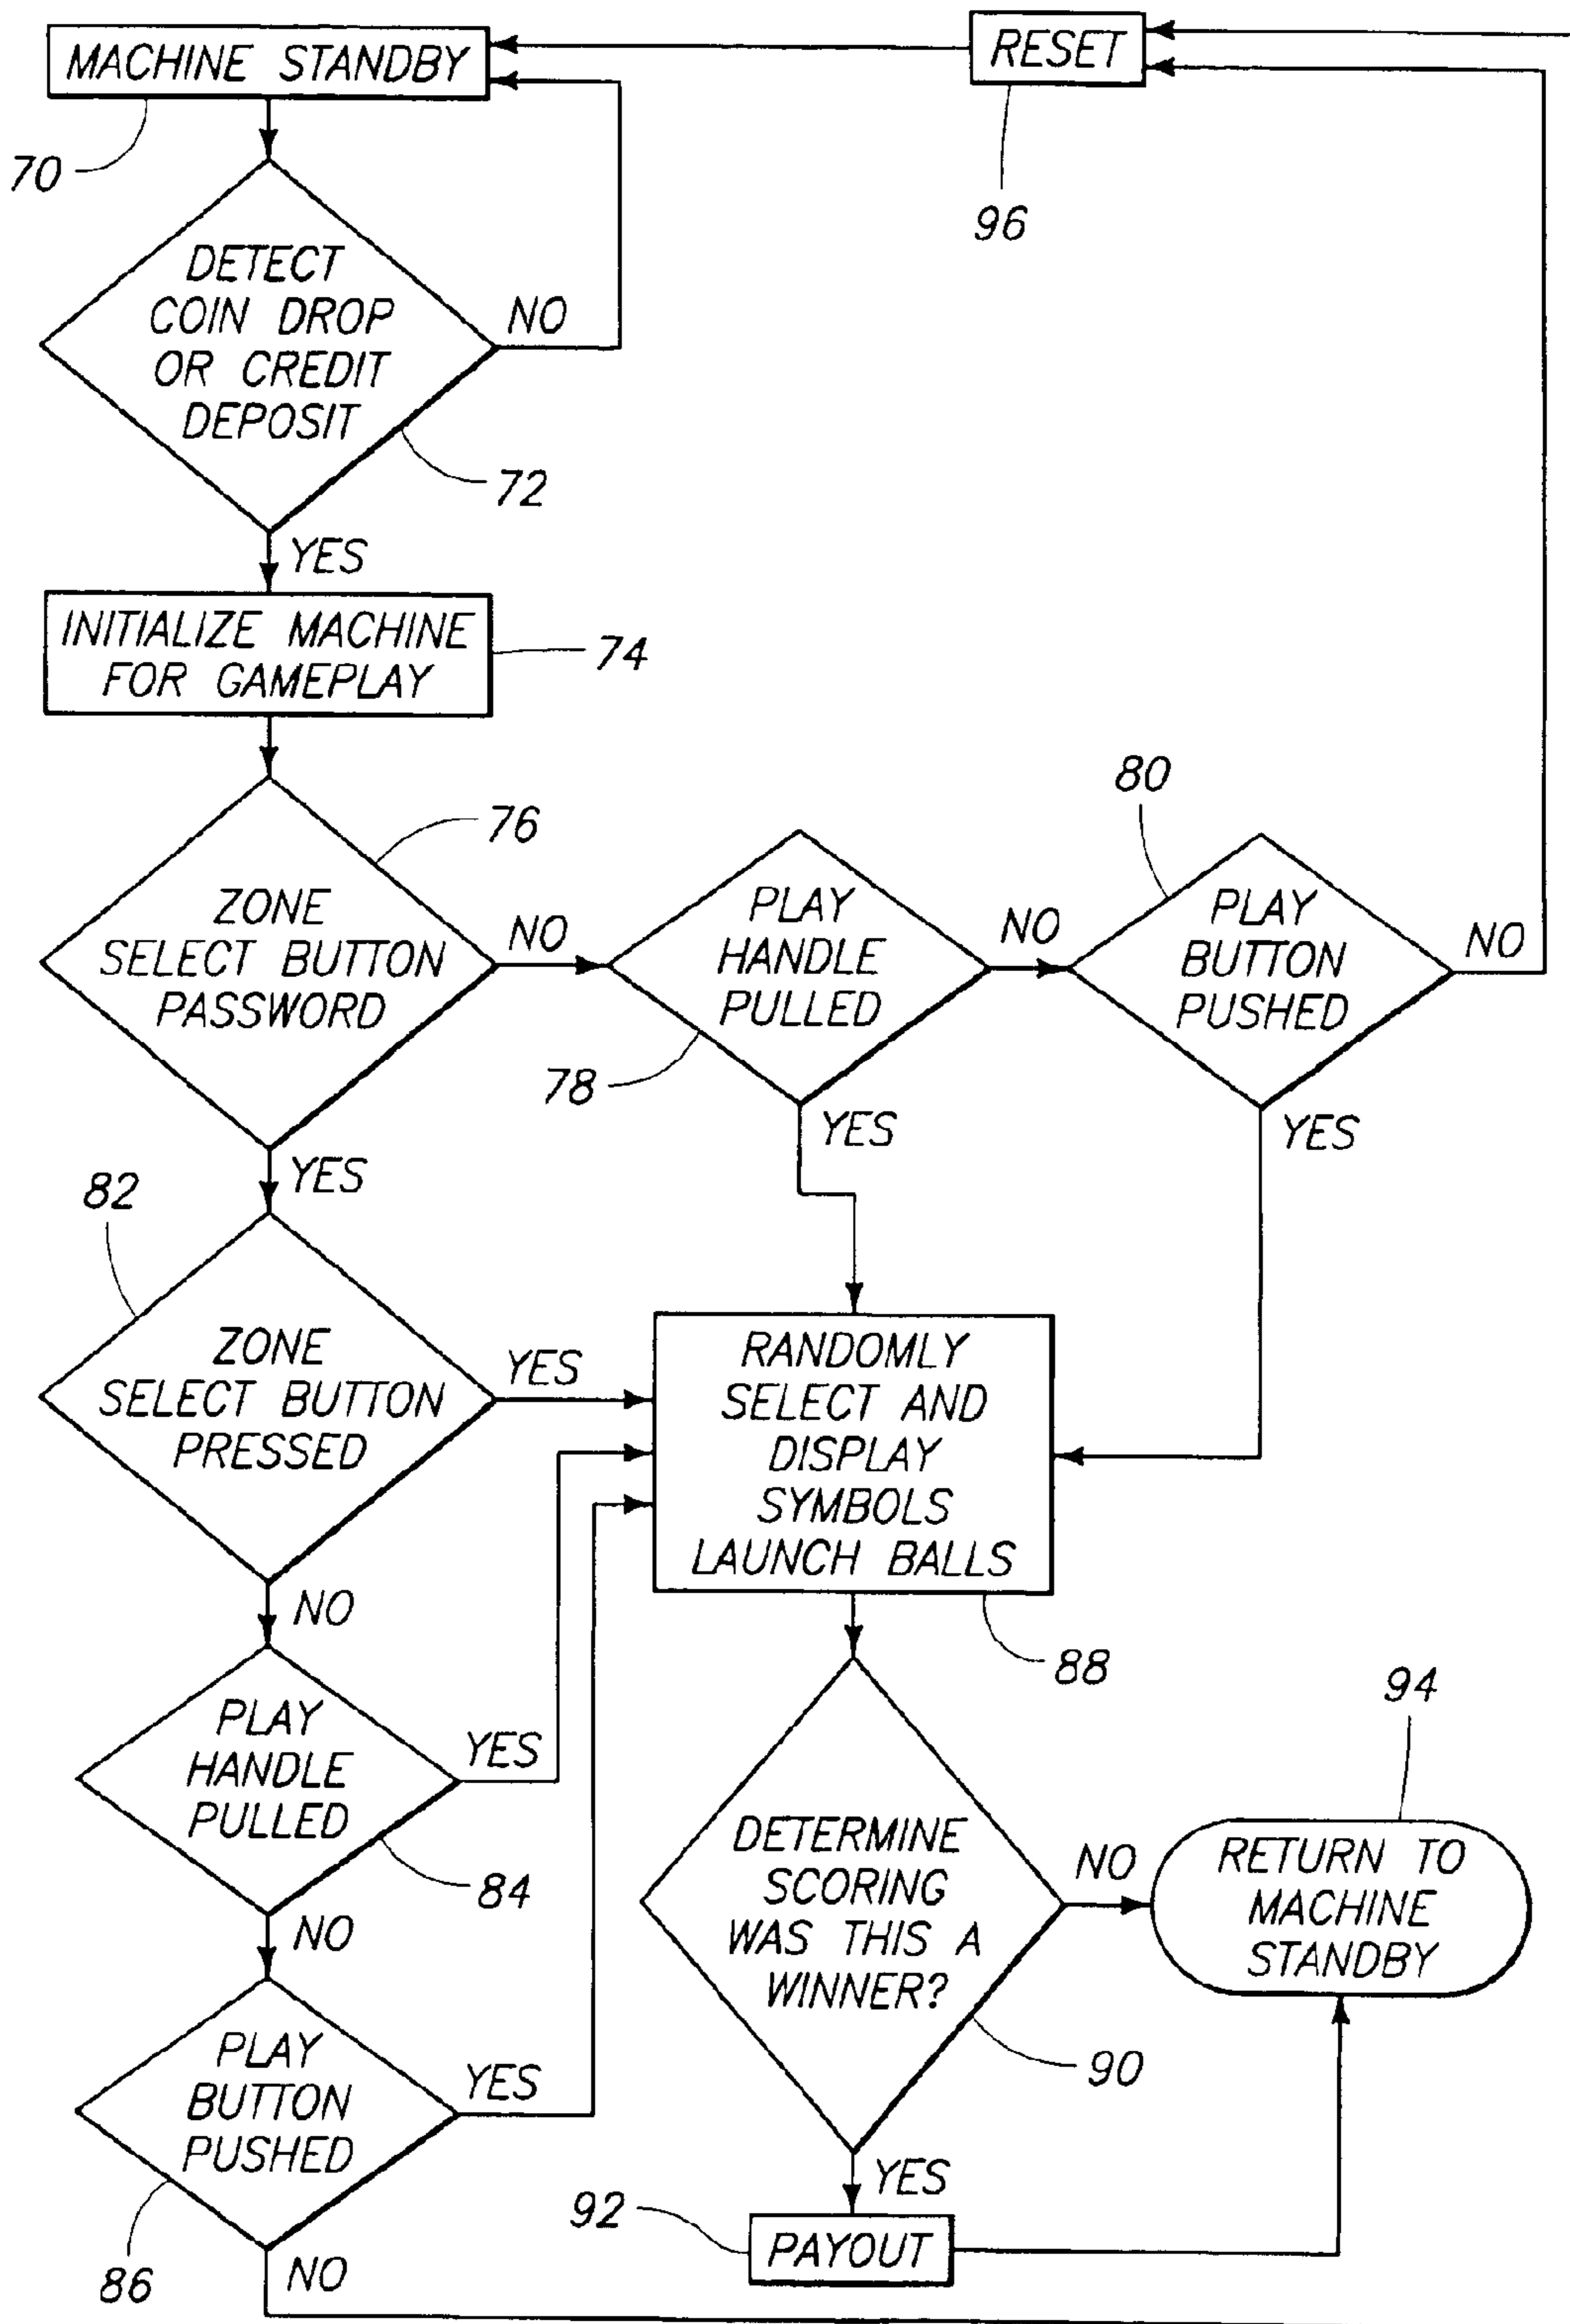 MACHINE STANDBY
70
RESET
96
DETECT
COIN DROP
OR CREDIT
DEPOSIT
NO
72
YES
INITIALIZE MACHINE
FOR GAMEPLAY
74
76
ZONE
SELECT BUTTON
PASSWORD
NO
PLAY
HANDLE
PULLED
78
NO
80
PLAY
BUTTON
PUSHED
NO
YES
YES
YES
82
ZONE
SELECT BUTTON
PRESSED
YES
RANDOMLY
SELECT AND
DISPLAY
SYMBOLS
LAUNCH BALLS
88
NO
PLAY
HANDLE
PULLED
YES
84
NO
PLAY
BUTTON
PUSHED
YES
86
NO
DETERMINE
SCORING
WAS THIS A
WINNER?
NO
90
94
RETURN TO
MACHINE
STANDBY
YES
92
PAYOUT